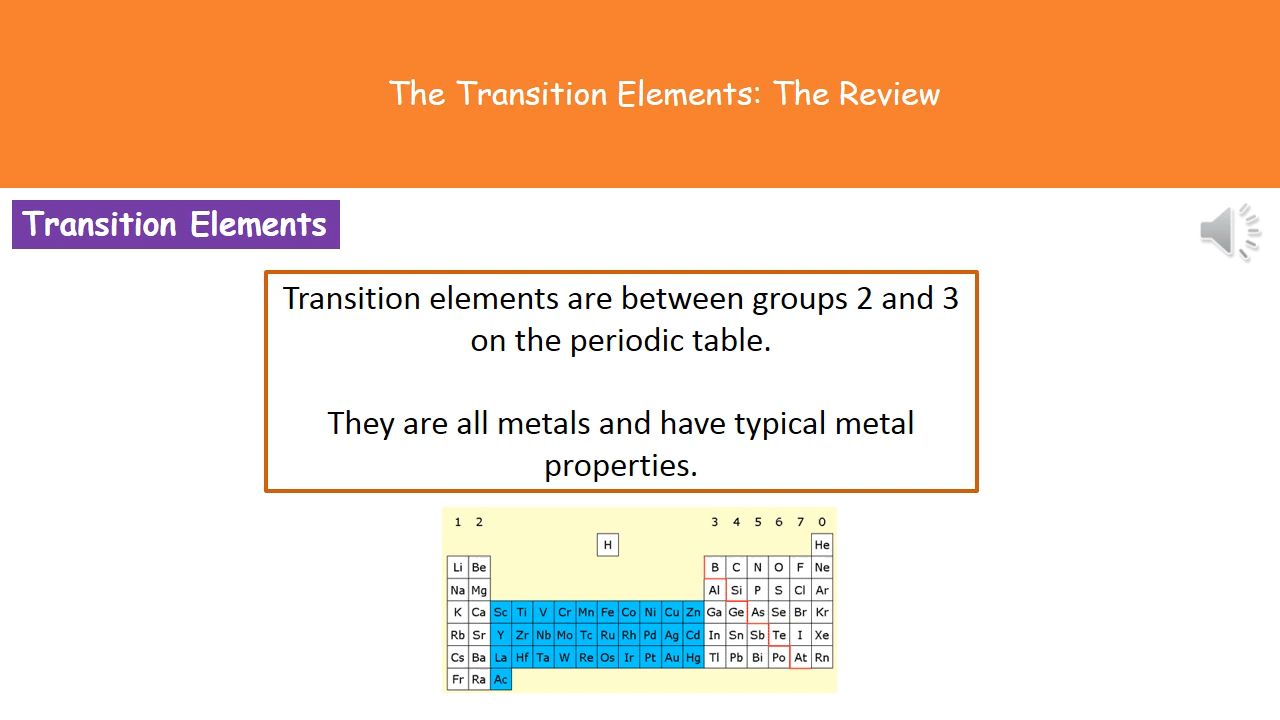 The Transition Elements: The Review
Transition Elements
Transition elements are between groups 2 and 3
on the periodic table.
They are all metals and have typical metal
properties.
1 2 3 4 5 6 7 0
H He
Li Be B C N O F Ne
Na Mg Al Si P S Cl Ar
K Ca Sc Ti V Cr Mn Fe Co Ni Cu Zn Ga Ge As Se Br Kr
Rb Sr Y Zr Nb Mo Tc Ru Rh Pd Ag Cd In Sn Sb Te I Xe
Cs Ba La Hf Ta W Re Os Ir Pt Au Hg Tl Pb Bi Po At Rn
Fr Ra Ac